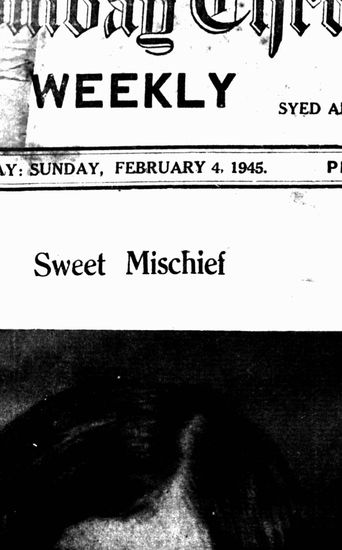 WEEKLY
SYED
SUNDAY, FEBRUARY 4, 1945.
Sweet Mischief